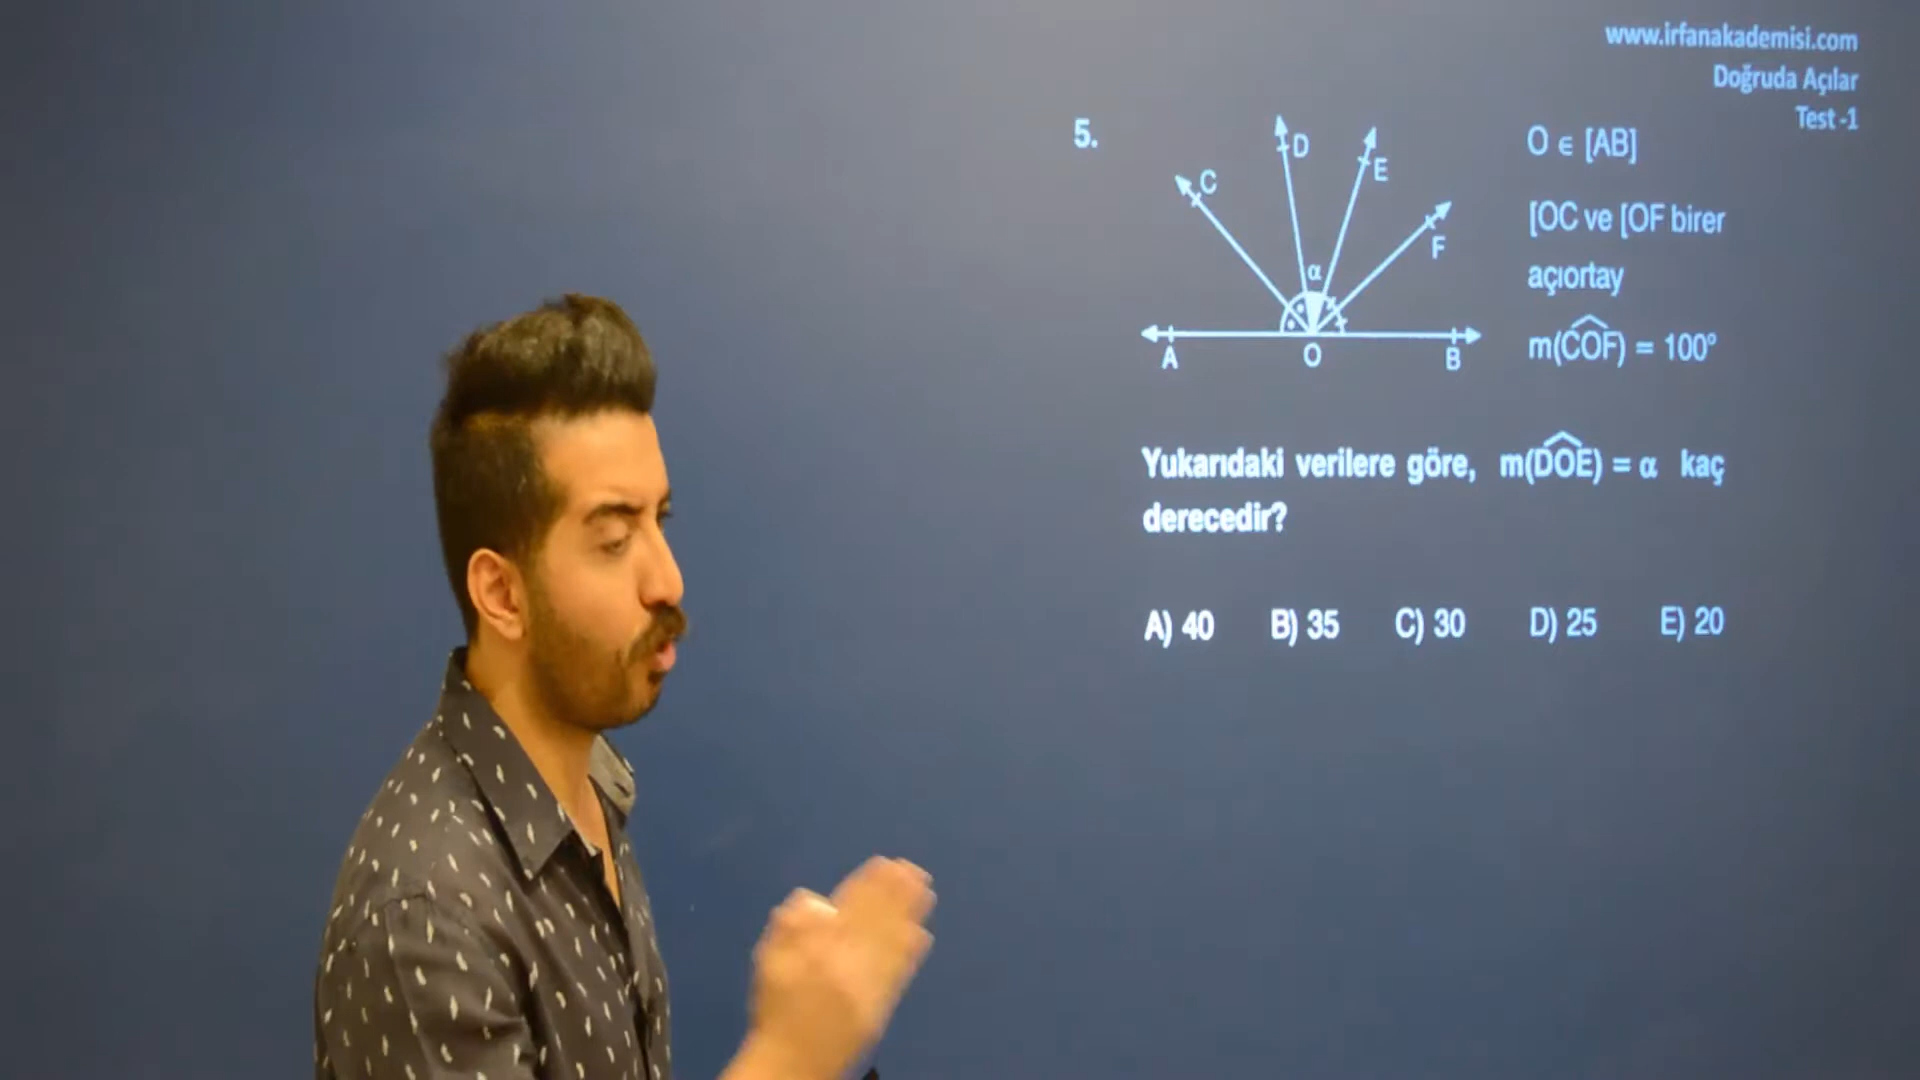 www.irfanakademisi.com
Doğruda Açılar
Test -1
5.
D
E
C
F
α
A
O
B
O ∈ [AB]
[OC ve [OF birer
açıortay
m(COF) = 100°
Yukarıdaki verilere göre, m(DOE) = α kaç
derecedir?
A) 40 B) 35 C) 30 D) 25 E) 20